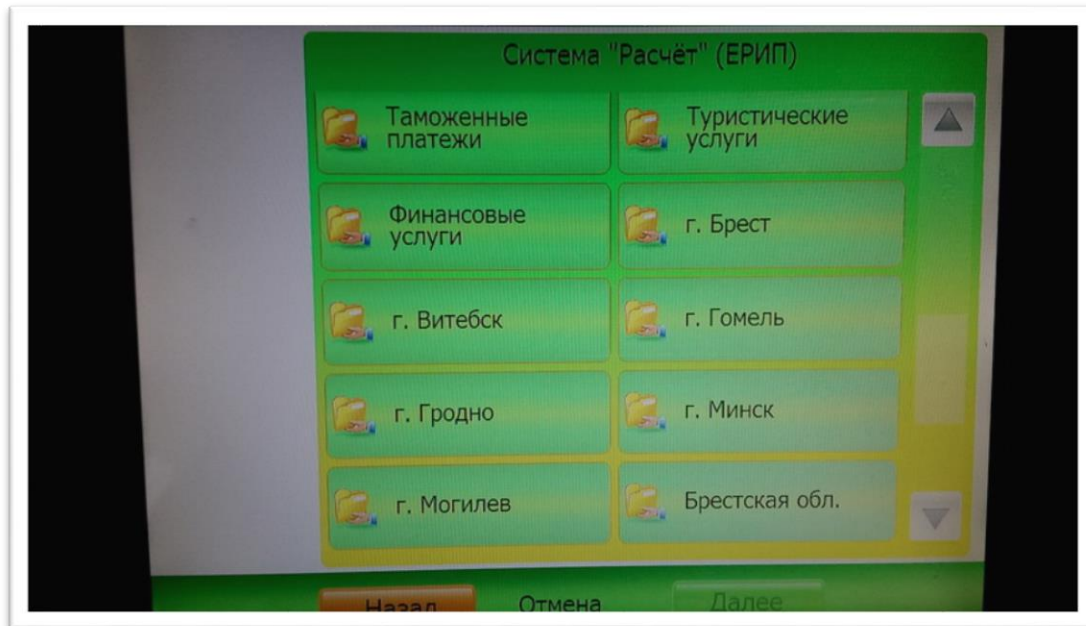 Система "Расчёт" (ЕРИП)
Таможенные
платежи
Туристические
услуги
Финансовые
услуги
г. Брест
г. Витебск
г. Гомель
г. Гродно
г. Минск
г. Могилев
Брестская обл.
Назад
Отмена
Далее